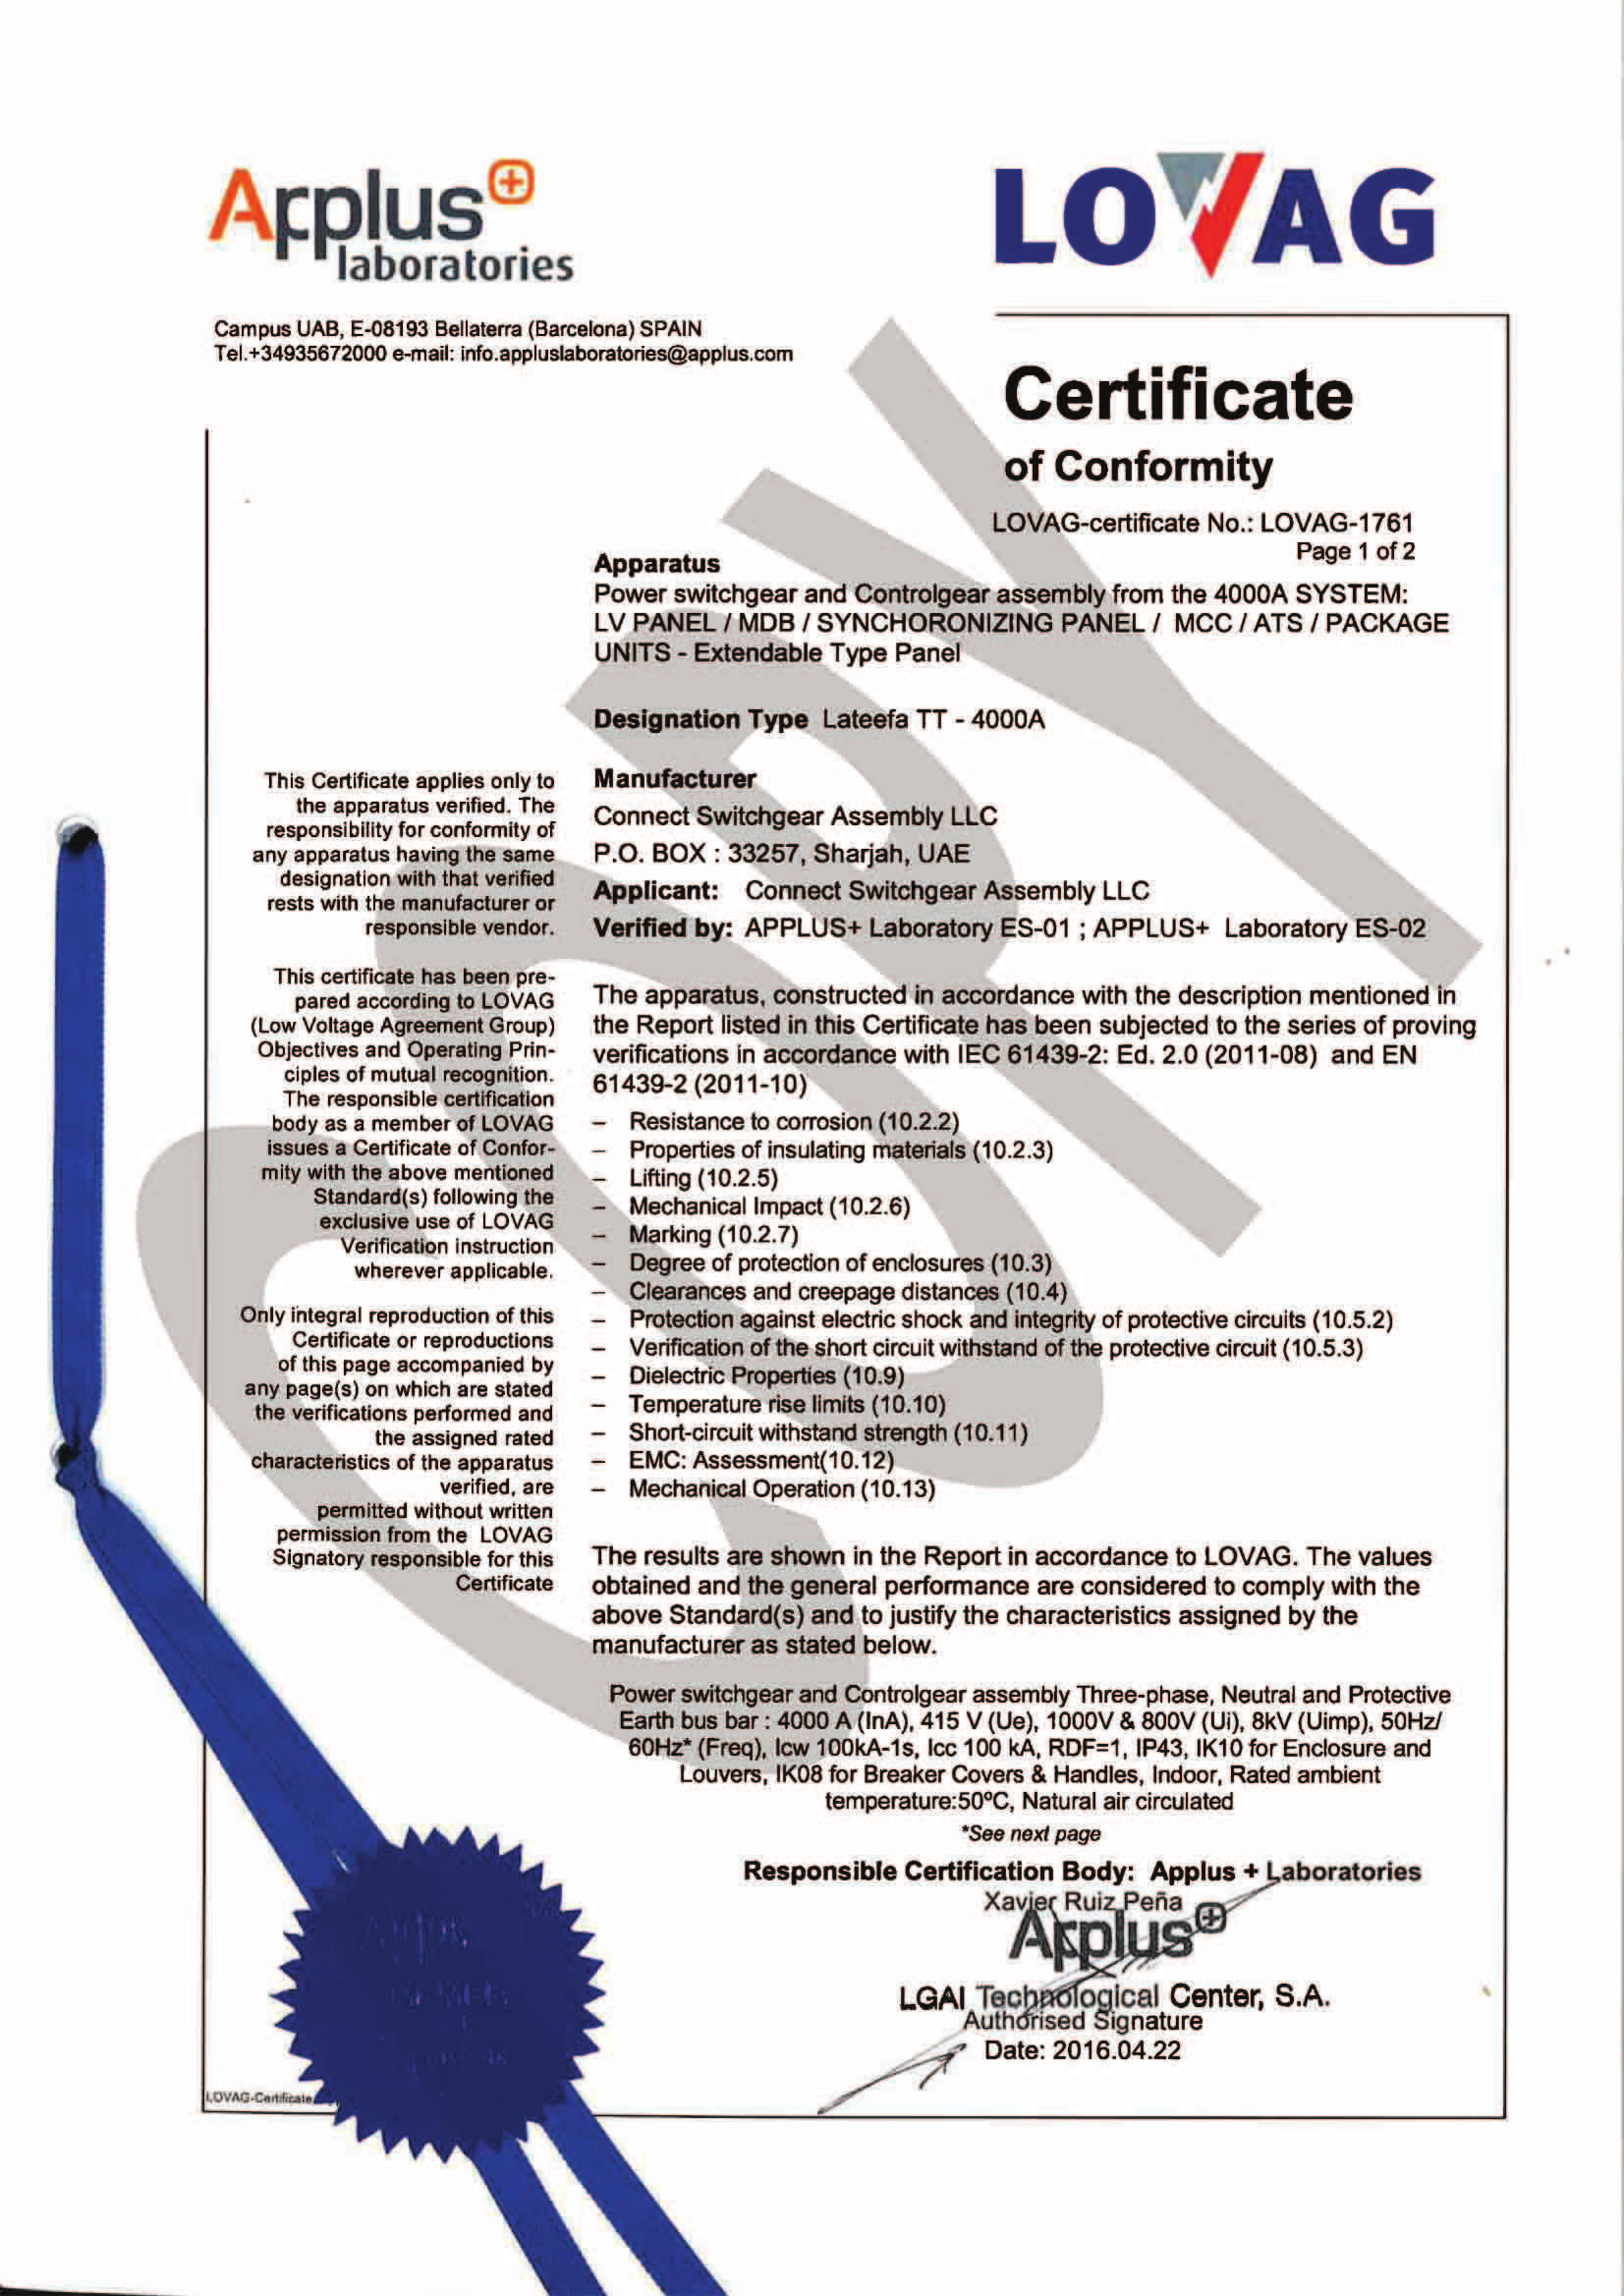 Applus+
laboratories
LOVAG
Campus UAB, E-08193 Bellaterra (Barcelona) SPAIN
Tel.+34935672000 e-mail: info.appluslaboratories@applus.com
Certificate
of Conformity
LOVAG-certificate No.: LOVAG-1761
Page 1 of 2
Apparatus
Power switchgear and Controlgear assembly from the 4000A SYSTEM:
LV PANEL / MDB / SYNCHORONIZING PANEL / MCC / ATS / PACKAGE
UNITS - Extendable Type Panel
Designation Type Lateefa TT - 4000A
This Certificate applies only to
the apparatus verified. The
responsibility for conformity of
any apparatus having the same
designation with that verified
rests with the manufacturer or
responsible vendor.
Manufacturer
Connect Switchgear Assembly LLC
P.O. BOX : 33257, Sharjah, UAE
Applicant: Connect Switchgear Assembly LLC
Verified by: APPLUS+ Laboratory ES-01 ; APPLUS+ Laboratory ES-02
This certificate has been pre-
pared according to LOVAG
(Low Voltage Agreement Group)
Objectives and Operating Prin-
ciples of mutual recognition.
The responsible certification
body as a member of LOVAG
issues a Certificate of Confor-
mity with the above mentioned
Standard(s) following the
exclusive use of LOVAG
Verification instruction
wherever applicable.
Only integral reproduction of this
Certificate or reproductions
of this page accompanied by
any page(s) on which are stated
the verifications performed and
the assigned rated
characteristics of the apparatus
verified, are
permitted without written
permission from the LOVAG
Signatory responsible for this
Certificate
The apparatus, constructed in accordance with the description mentioned in
the Report listed in this Certificate has been subjected to the series of proving
verifications in accordance with IEC 61439-2: Ed. 2.0 (2011-08) and EN
61439-2 (2011-10)
– Resistance to corrosion (10.2.2)
– Properties of insulating materials (10.2.3)
– Lifting (10.2.5)
– Mechanical Impact (10.2.6)
– Marking (10.2.7)
– Degree of protection of enclosures (10.3)
– Clearances and creepage distances (10.4)
– Protection against electric shock and integrity of protective circuits (10.5.2)
– Verification of the short circuit withstand of the protective circuit (10.5.3)
– Dielectric Properties (10.9)
– Temperature rise limits (10.10)
– Short-circuit withstand strength (10.11)
– EMC: Assessment(10.12)
– Mechanical Operation (10.13)
The results are shown in the Report in accordance to LOVAG. The values
obtained and the general performance are considered to comply with the
above Standard(s) and to justify the characteristics assigned by the
manufacturer as stated below.
Power switchgear and Controlgear assembly Three-phase, Neutral and Protective
Earth bus bar : 4000 A (InA), 415 V (Ue), 1000V & 800V (Ui), 8kV (Uimp), 50Hz/
60Hz* (Freq), Icw 100kA-1s, Icc 100 kA, RDF=1, IP43, IK10 for Enclosure and
Louvers, IK08 for Breaker Covers & Handles, Indoor, Rated ambient
temperature:50ºC, Natural air circulated
*See next page
Responsible Certification Body: Applus + Laboratories
Xavier Ruiz Peña
Applus+
LGAI Technological Center, S.A.
Authorised Signature
Date: 2016.04.22
LOVAG-Certificate
COPY